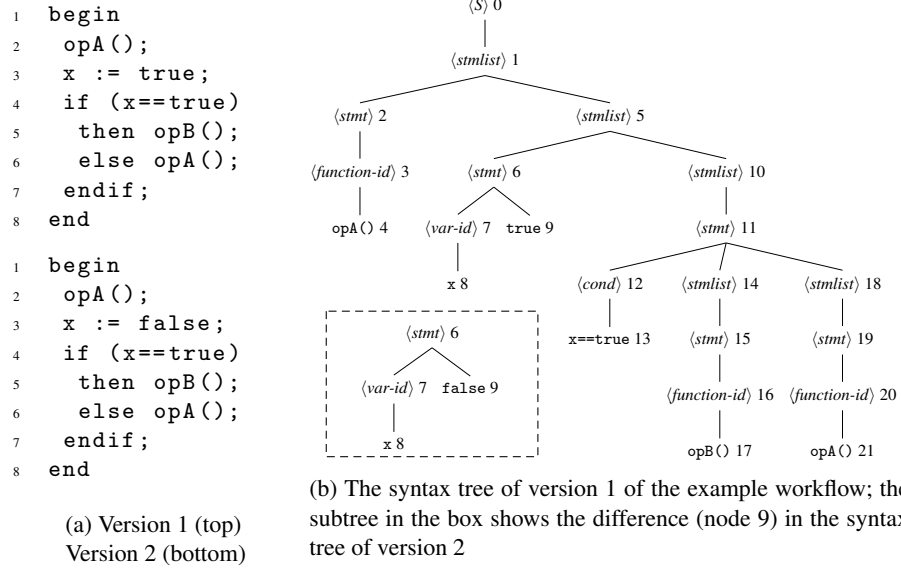 1 begin
2 opA();
3 x := true;
4 if (x==true)
5 then opB();
6 else opA();
7 endif;
8 end
1 begin
2 opA();
3 x := false;
4 if (x==true)
5 then opB();
6 else opA();
7 endif;
8 end
(a) Version 1 (top)
Version 2 (bottom)
⟨S⟩ 0
⟨stmlist⟩ 1
⟨stmt⟩ 2 ⟨stmlist⟩ 5
⟨function-id⟩ 3 ⟨stmt⟩ 6 ⟨stmlist⟩ 10
opA() 4 ⟨var-id⟩ 7 true 9 ⟨stmt⟩ 11
x 8 ⟨cond⟩ 12 ⟨stmlist⟩ 14 ⟨stmlist⟩ 18
x==true 13 ⟨stmt⟩ 15 ⟨stmt⟩ 19
⟨function-id⟩ 16 ⟨function-id⟩ 20
opB() 17 opA() 21
⟨stmt⟩ 6
⟨var-id⟩ 7 false 9
x 8
(b) The syntax tree of version 1 of the example workflow; the
subtree in the box shows the difference (node 9) in the syntax
tree of version 2